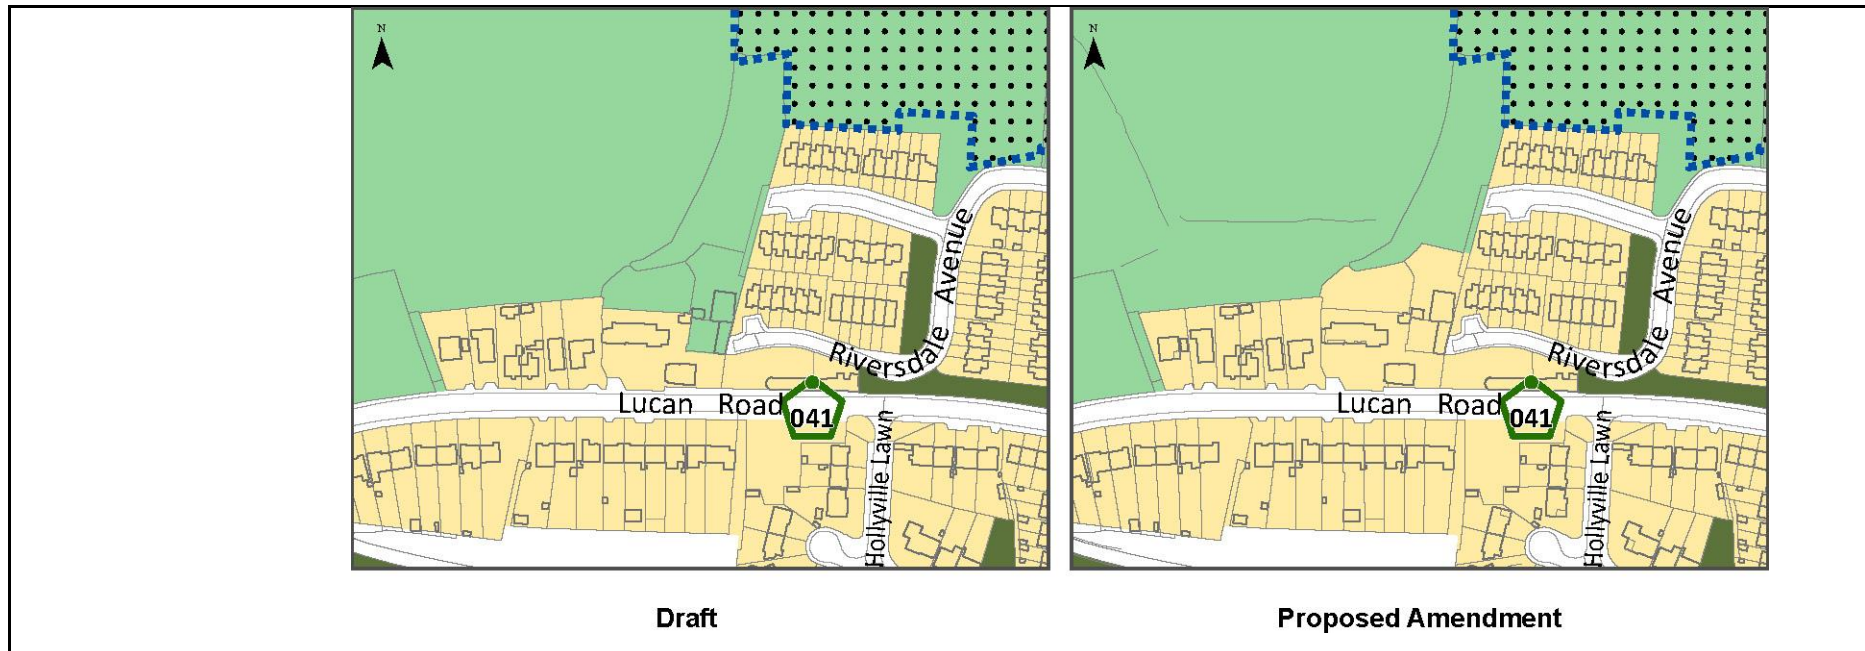 N
Riversdale Avenue
Lucan Road
041
Hollyville Lawn
N
Riversdale Avenue
Lucan Road
041
Hollyville Lawn
Draft
Proposed Amendment